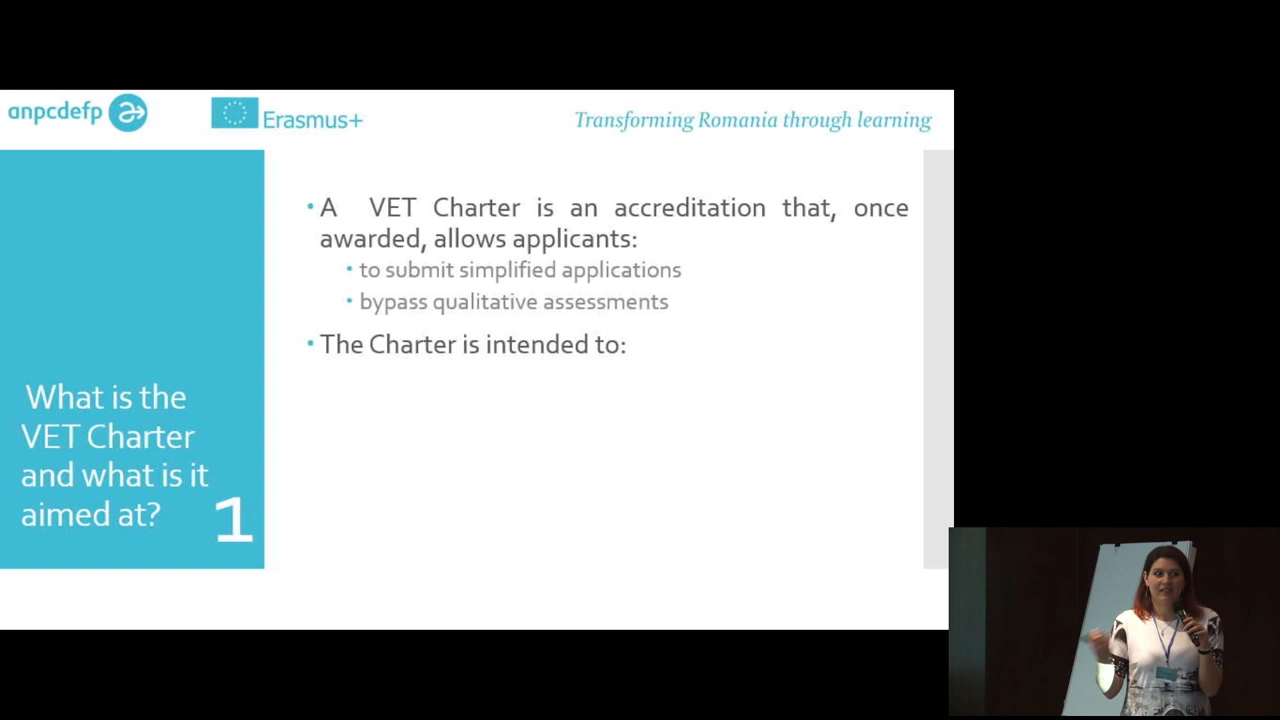 anpcdefp
Erasmus+
Transforming Romania through learning
A VET Charter is an accreditation that, once
awarded, allows applicants:
to submit simplified applications
bypass qualitative assessments
The Charter is intended to:
What is the
VET Charter
and what is it
aimed at?
1